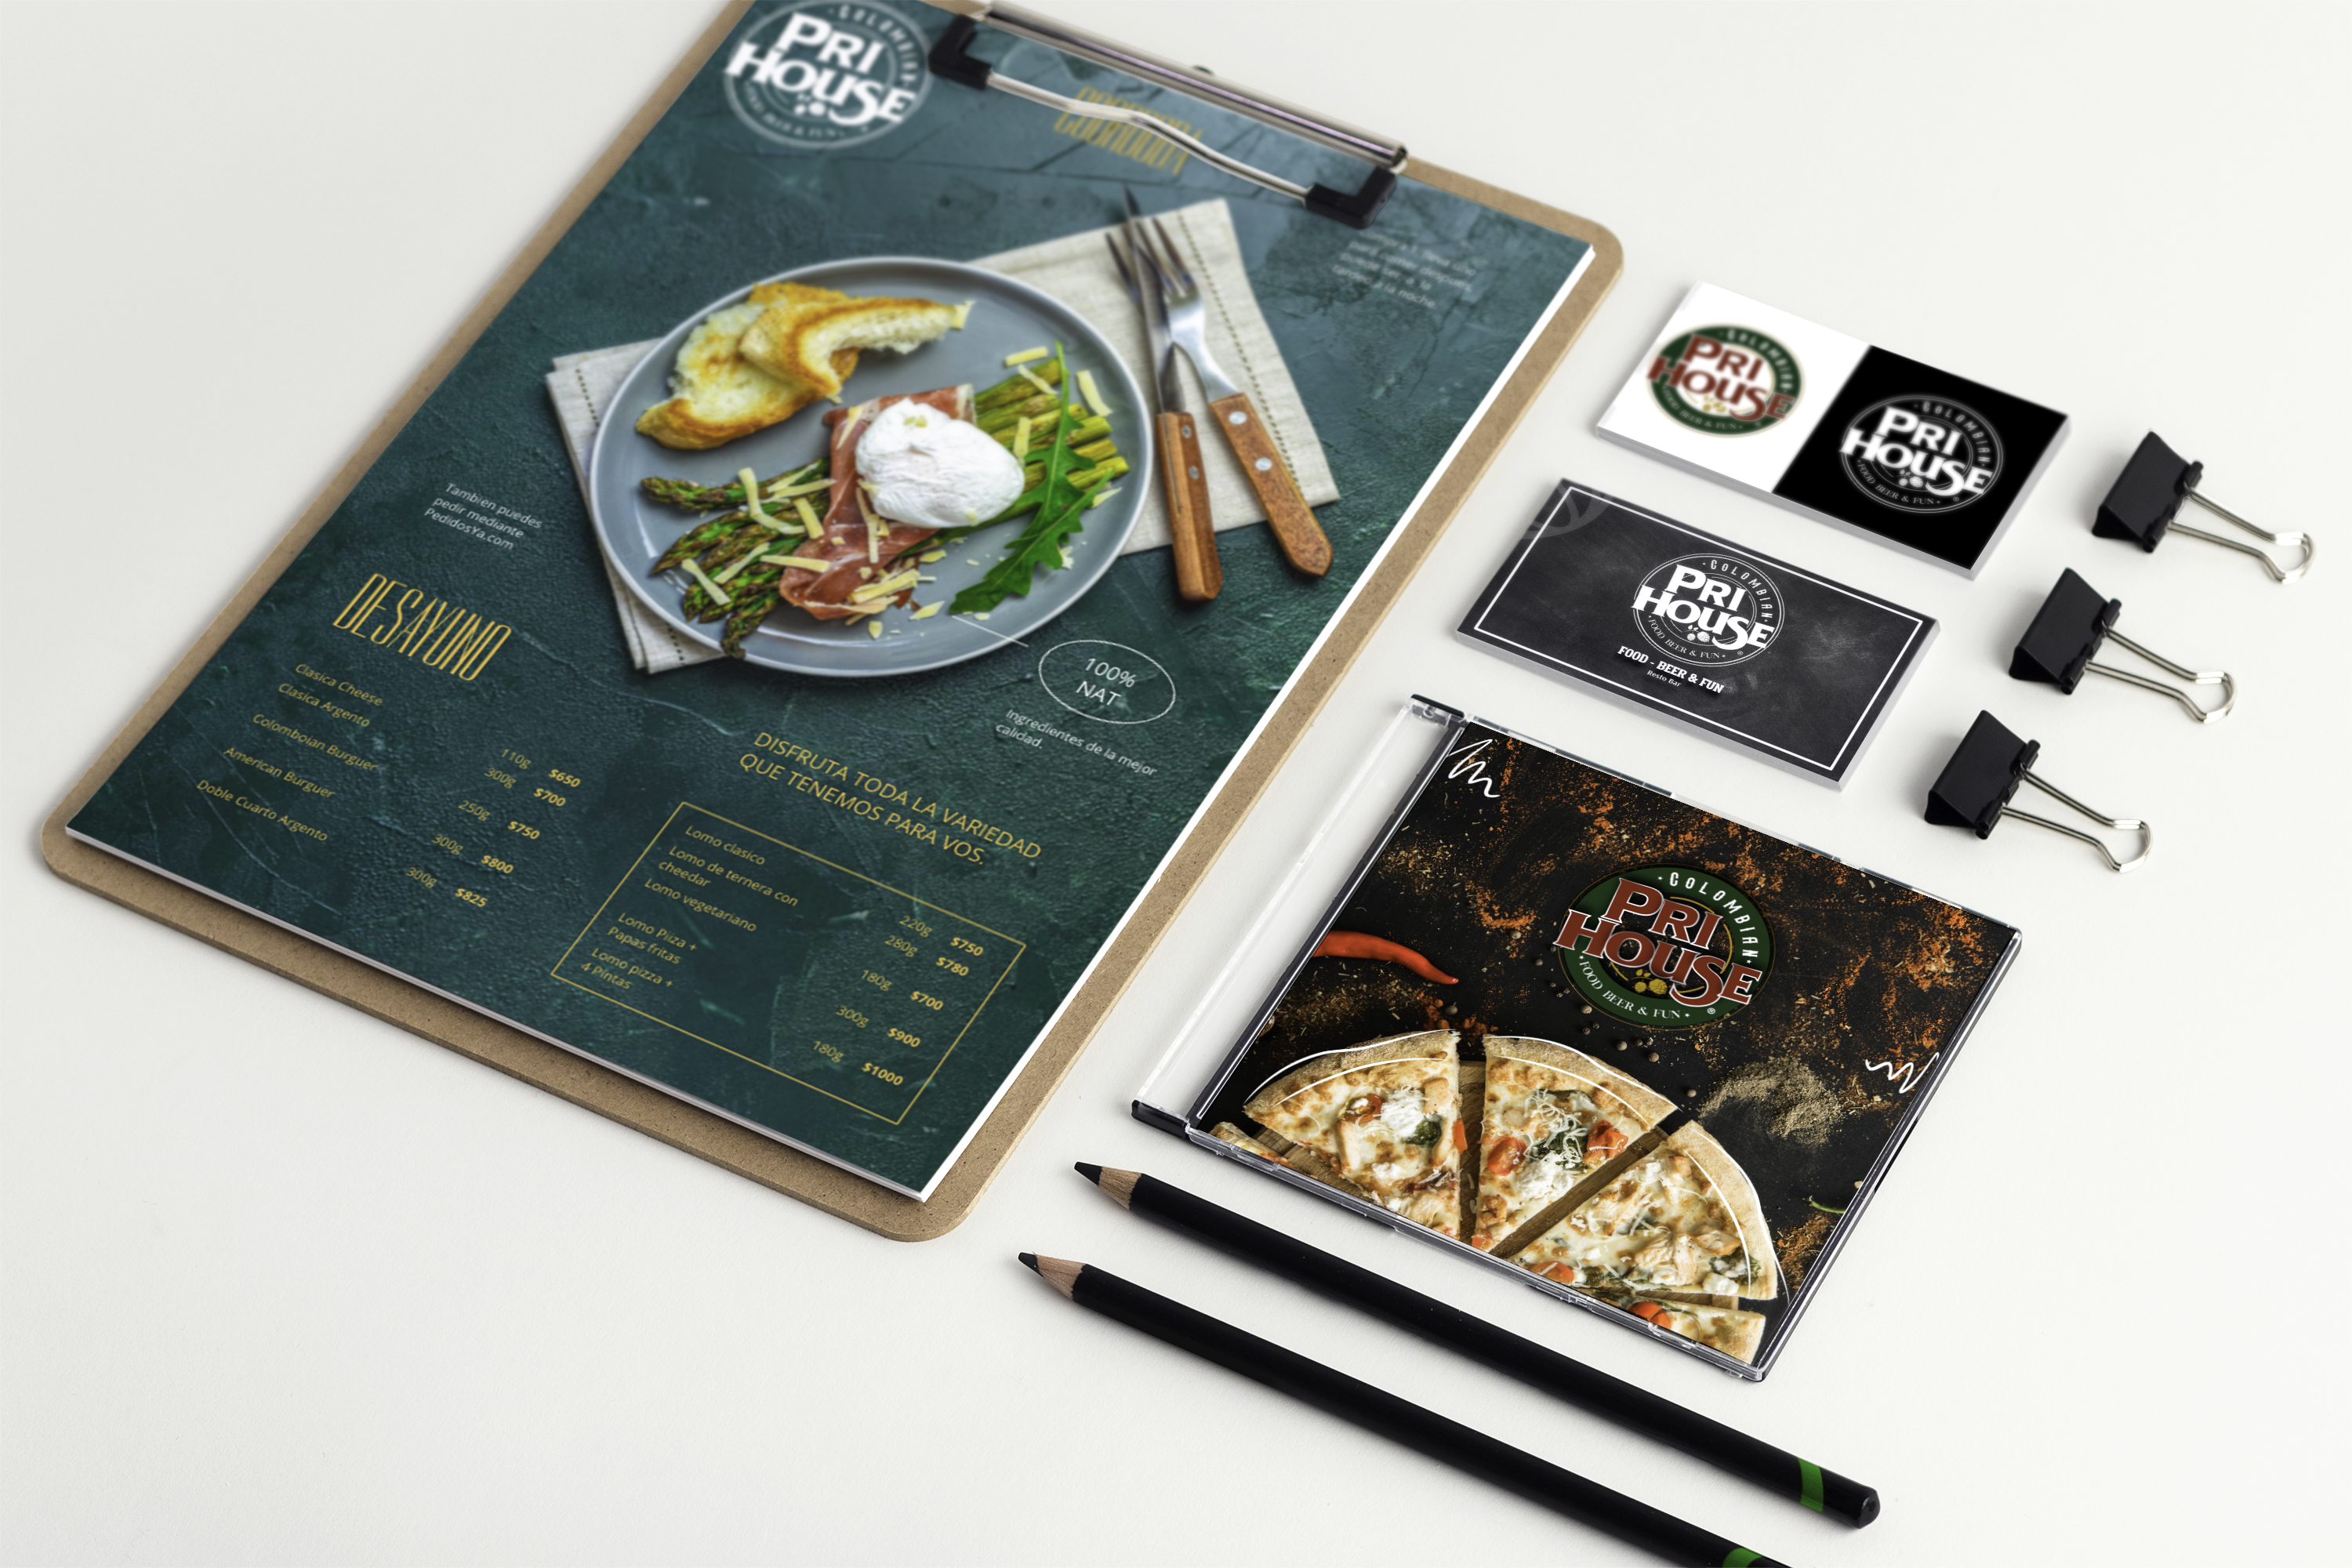 COLOMBIAN
PRI
HOUSE
FOOD BEER & FUN
la noche.
Tambien puedes
pedir mediante
PedidosYa.com
100%
NAT
Ingredientes de la mejor
calidad
DESAYUNO
Clasica Cheese 110g $650
Clasica Argento 300g $700
Colomboian Burguer 250g $750
American Burguer 300g $800
Doble Cuarto Argento 300g $825
DISFRUTA TODA LA VARIEDAD
QUE TENEMOS PARA VOS
Lomo clasico 220g $750
Lomo de ternera con
cheedar 280g $780
Lomo vegetariano 180g $700
Lomo Piiza +
Papas fritas 300g $900
Lomo pizza +
4 Pintas 180g $1000
COLOMBIAN
PRI
HOUSE
FOOD BEER & FUN
COLOMBIAN
PRI
HOUSE
FOOD BEER & FUN
®
COLOMBIAN
PRI
HOUSE
FOOD BEER & FUN
FOOD - BEER & FUN
Resto Bar
COLOMBIAN
PRI
HOUSE
FOOD BEER & FUN
®